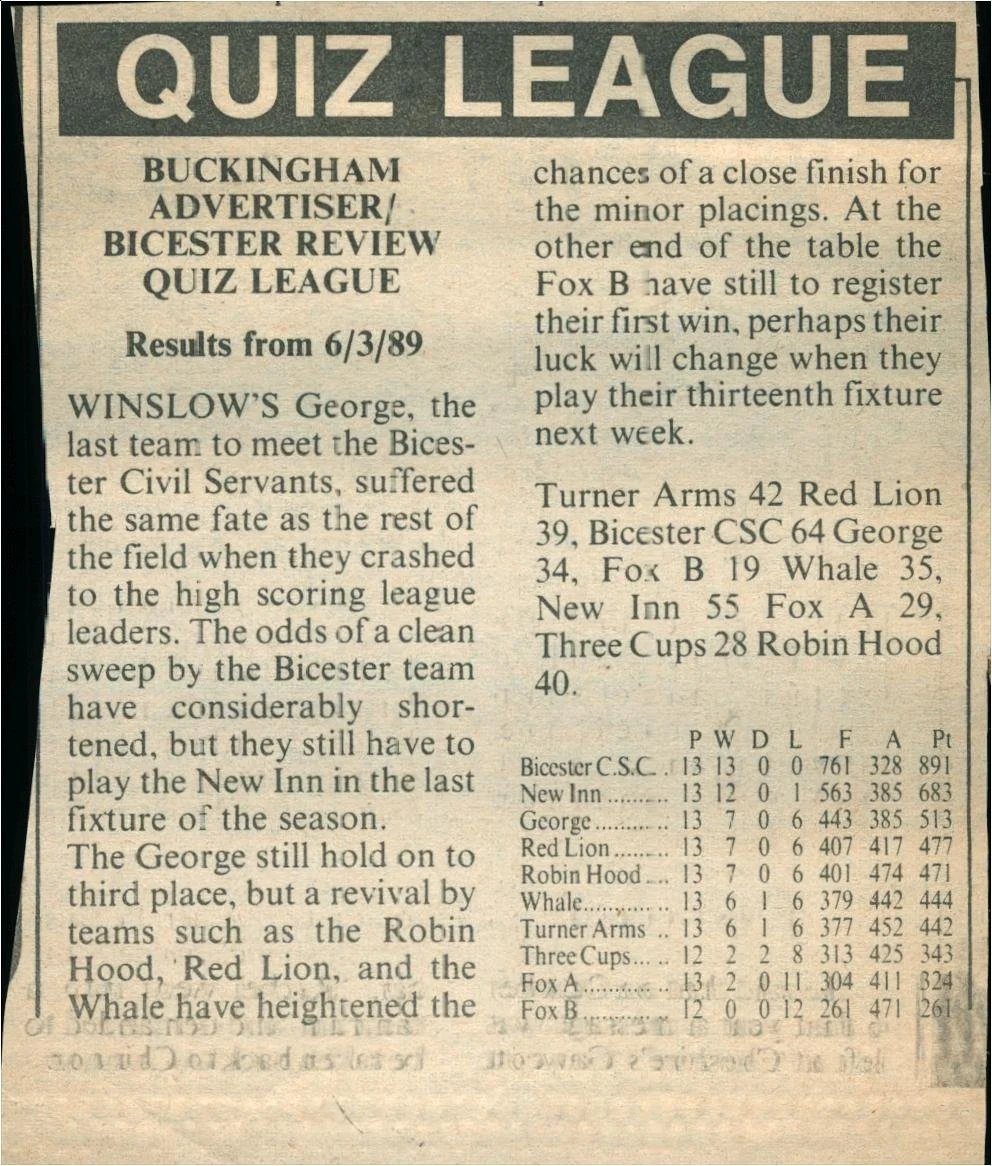 QUIZ LEAGUE
BUCKINGHAM
ADVERTISER/
BICESTER REVIEW
QUIZ LEAGUE
Results from 6/3/89
WINSLOW'S George, the
last team to meet the Bices-
ter Civil Servants, suffered
the same fate as the rest of
the field when they crashed
to the high scoring league
leaders. The odds of a clean
sweep by the Bicester team
have considerably shor-
tened, but they still have to
play the New Inn in the last
fixture of the season.
The George still hold on to
third place, but a revival by
teams such as the Robin
Hood, Red Lion, and the
Whale have heightened the
chances of a close finish for
the minor placings. At the
other end of the table the
Fox B have still to register
their first win, perhaps their
luck will change when they
play their thirteenth fixture
next week.
Turner Arms 42 Red Lion
39, Bicester CSC 64 George
34, Fox B 19 Whale 35,
New Inn 55 Fox A 29,
Three Cups 28 Robin Hood
40.
P W D L F A Pt
Bicester C.S.C. . 13 13 0 0 761 328 891
New Inn ......... 13 12 0 1 563 385 683
George........... 13 7 0 6 443 385 513
Red Lion ........ 13 7 0 6 407 417 477
Robin Hood .... 13 7 0 6 401 474 471
Whale............ 13 6 1 6 379 442 444
Turner Arms .. 13 6 1 6 377 452 442
Three Cups..... 12 2 2 8 313 425 343
Fox A ............ 13 2 0 11 304 411 324
Fox B ............ 12 0 0 12 261 471 261